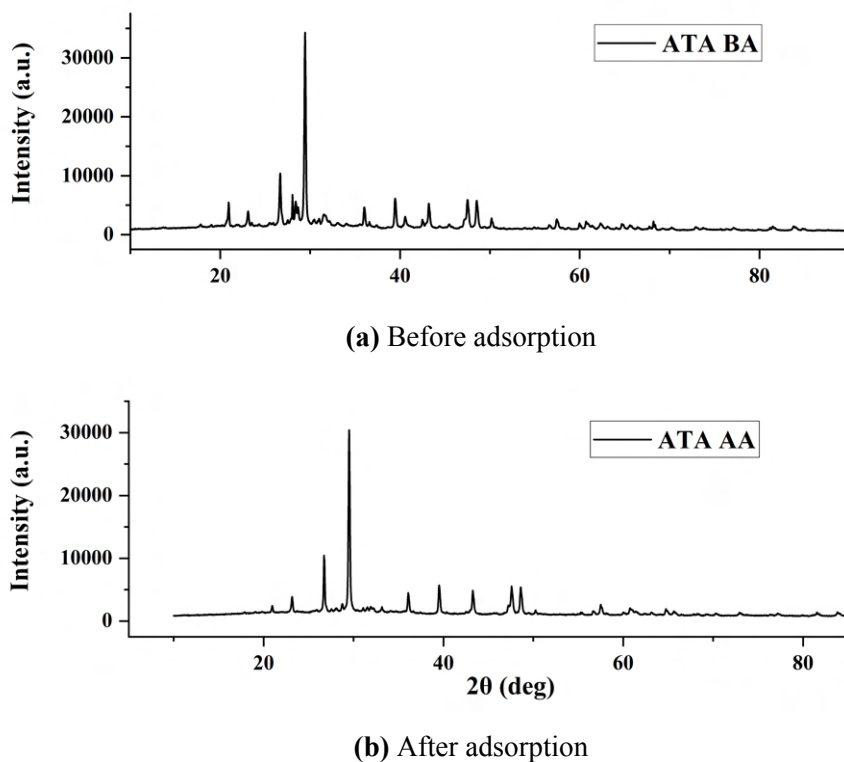 ATA BA
Intensity (a.u.)
30000
20000
10000
0
20 40 60 80
(a) Before adsorption
ATA AA
Intensity (a.u.)
30000
20000
10000
0
20 40 60 80
2θ (deg)
(b) After adsorption